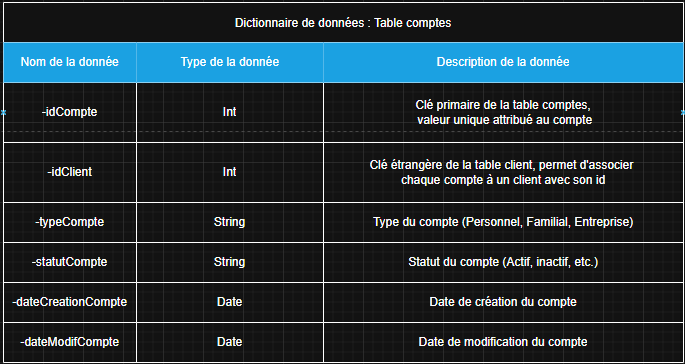 Dictionnaire de données : Table comptes
Nom de la donnée
Type de la donnée
Description de la donnée
-idCompte
Int
Clé primaire de la table comptes,
valeur unique attribué au compte
-idClient
Int
Clé étrangère de la table client, permet d'associer
chaque compte à un client avec son id
-typeCompte
String
Type du compte (Personnel, Familial, Entreprise)
-statutCompte
String
Statut du compte (Actif, inactif, etc.)
-dateCreationCompte
Date
Date de création du compte
-dateModifCompte
Date
Date de modification du compte